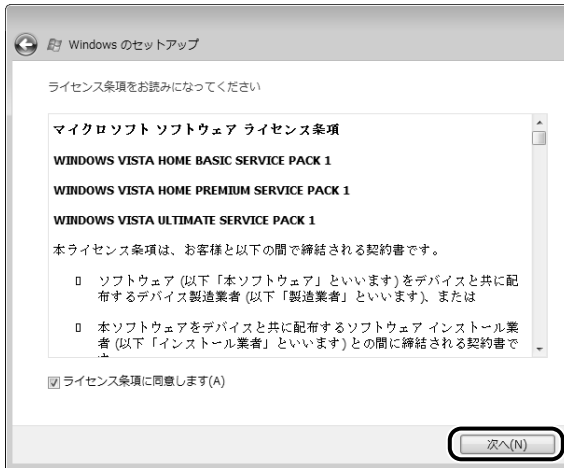 Windows のセットアップ
ライセンス条項をお読みになってください
マイクロソフト ソフトウェア ライセンス条項
WINDOWS VISTA HOME BASIC SERVICE PACK 1
WINDOWS VISTA HOME PREMIUM SERVICE PACK 1
WINDOWS VISTA ULTIMATE SERVICE PACK 1
本ライセンス条項は、お客様と以下の間で締結される契約書です。
ソフトウェア (以下「本ソフトウェア」といいます) をデバイスと共に配
布するデバイス製造業者 (以下「製造業者」といいます)、または
本ソフトウェアをデバイスと共に配布するソフトウェア インストール業
者 (以下「インストール業者」といいます) との間に締結される契約書で
ライセンス条項に同意します(A)
次へ(N)